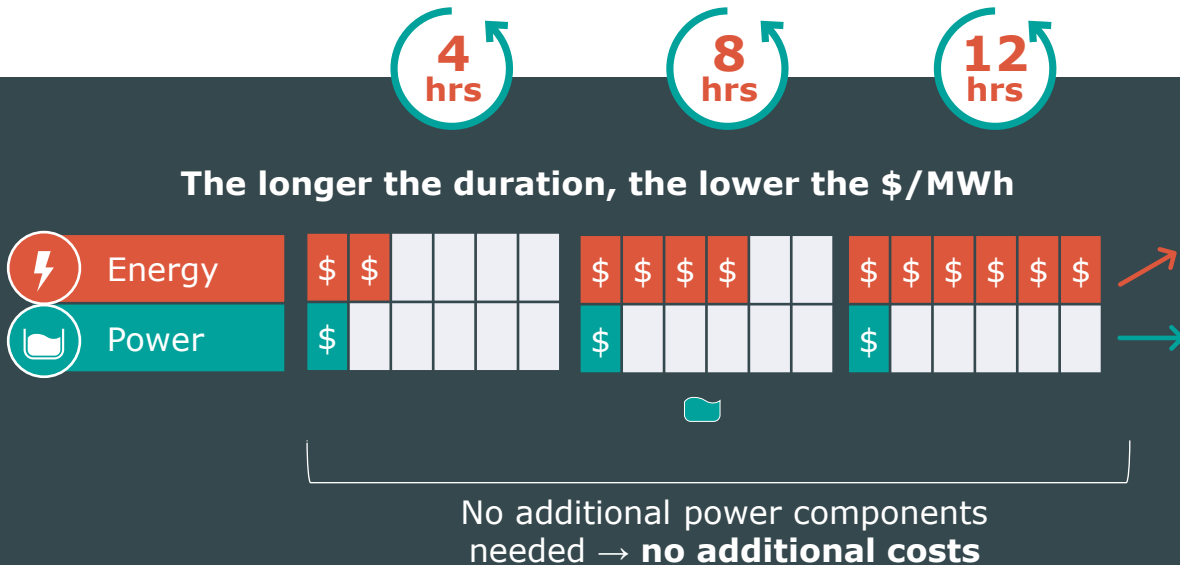 4
hrs
8
hrs
12
hrs
The longer the duration, the lower the $/MWh
Energy
$ $
$ $ $ $
$ $ $ $ $ $
Power
$
$
$
No additional power components
needed → no additional costs